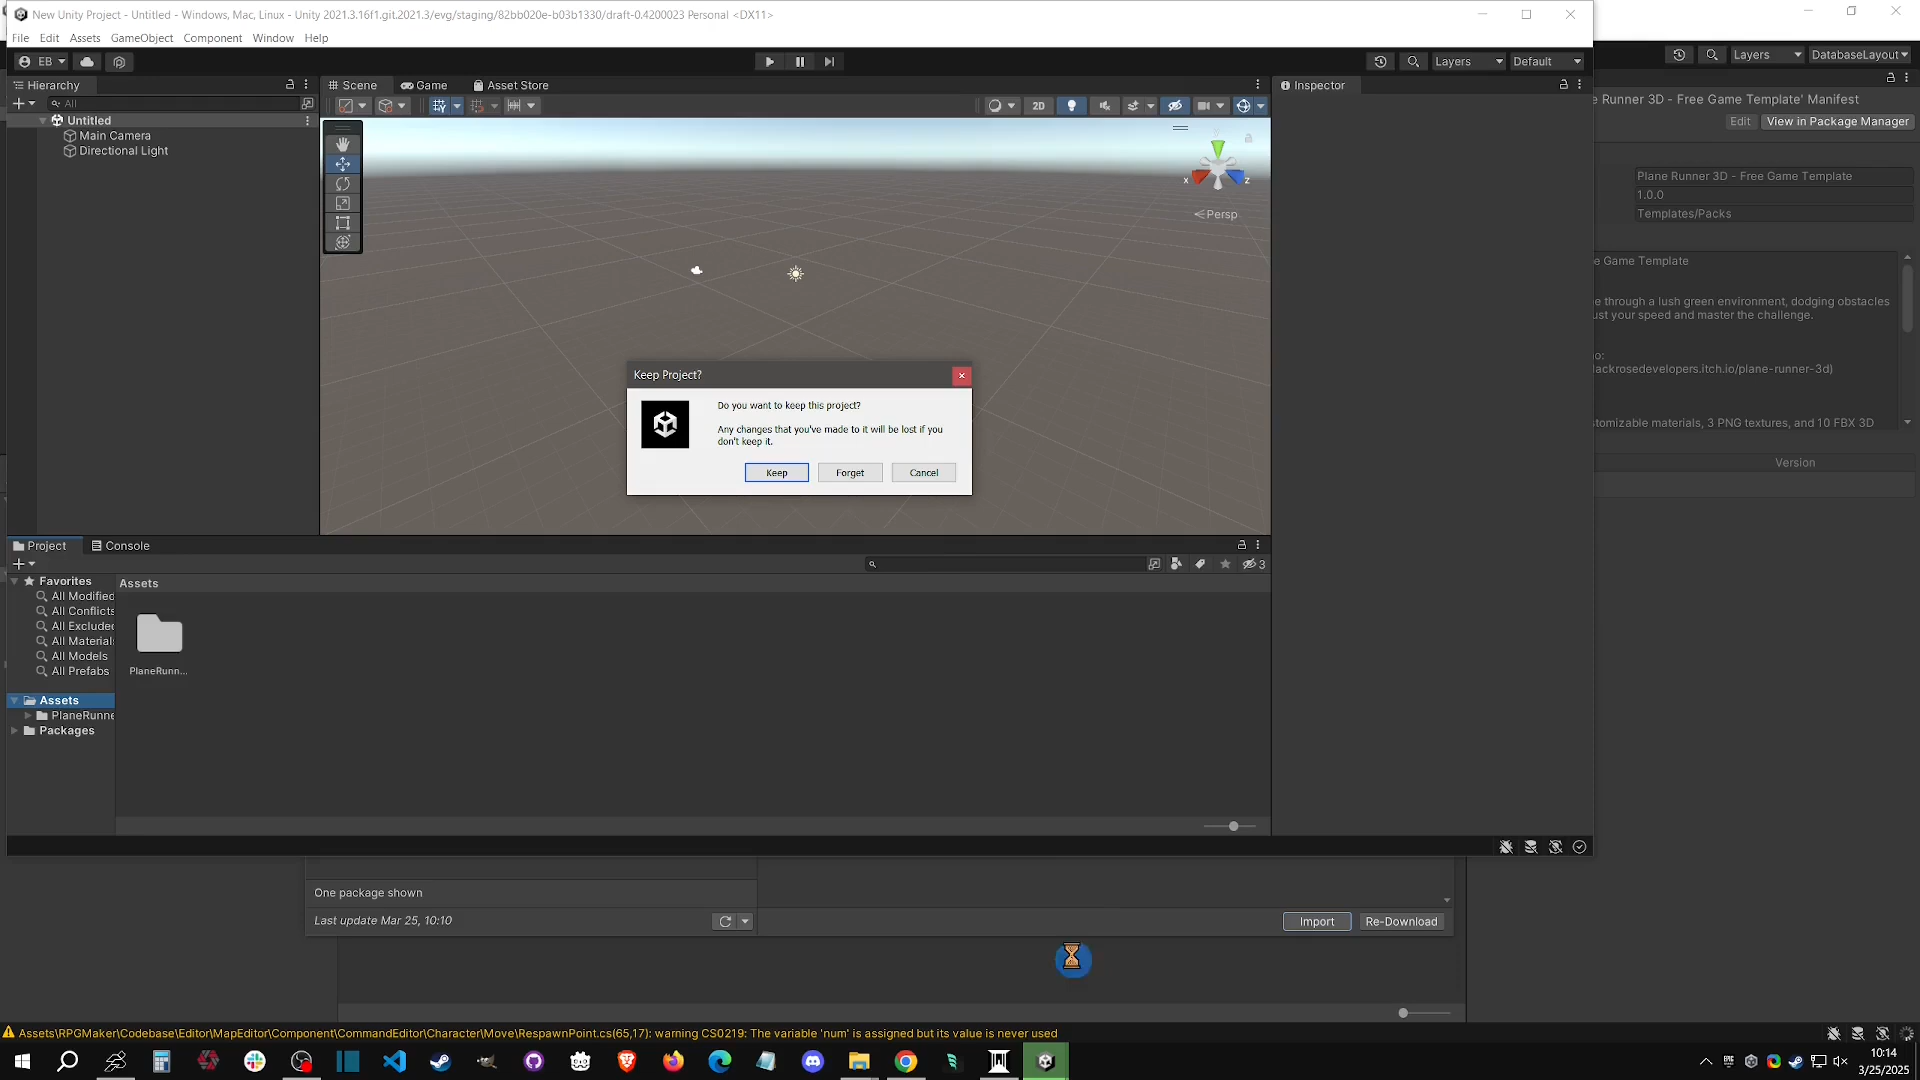 New Unity Project - Untitled - Windows, Mac, Linux - Unity 2021.3.16f1.git.2021.3/evg/staging/82bb020e-b03b1330/draft-0.4200023 Personal <DX11>
File Edit Assets GameObject Component Window Help
EB
Layers
Default
Layers
DatabaseLayout
Hierarchy
Scene
Game
Asset Store
Inspector
All
2D
e Runner 3D - Free Game Template' Manifest
Untitled
Edit
View in Package Manager
Main Camera
Directional Light
x
z
Persp
Plane Runner 3D - Free Game Template
1.0.0
Templates/Packs
e Game Template
e through a lush green environment, dodging obstacles
ust your speed and master the challenge.
o:
lackrosedevelopers.itch.io/plane-runner-3d)
stomizable materials, 3 PNG textures, and 10 FBX 3D
Version
Keep Project?
Do you want to keep this project?
Any changes that you've made to it will be lost if you
don't keep it.
Keep
Forget
Cancel
Project
Console
3
Favorites
All Modified
All Conflicts
All Excluded
All Material
All Models
All Prefabs
Assets
PlaneRunne
Packages
Assets
PlaneRunn...
One package shown
Last update Mar 25, 10:10
Import
Re-Download
Assets\RPGMaker\Codebase\Editor\MapEditor\Component\CommandEditor\Character\Move\RespawnPoint.cs(65,17): warning CS0219: The variable 'num' is assigned but its value is never used
10:14
3/25/2025